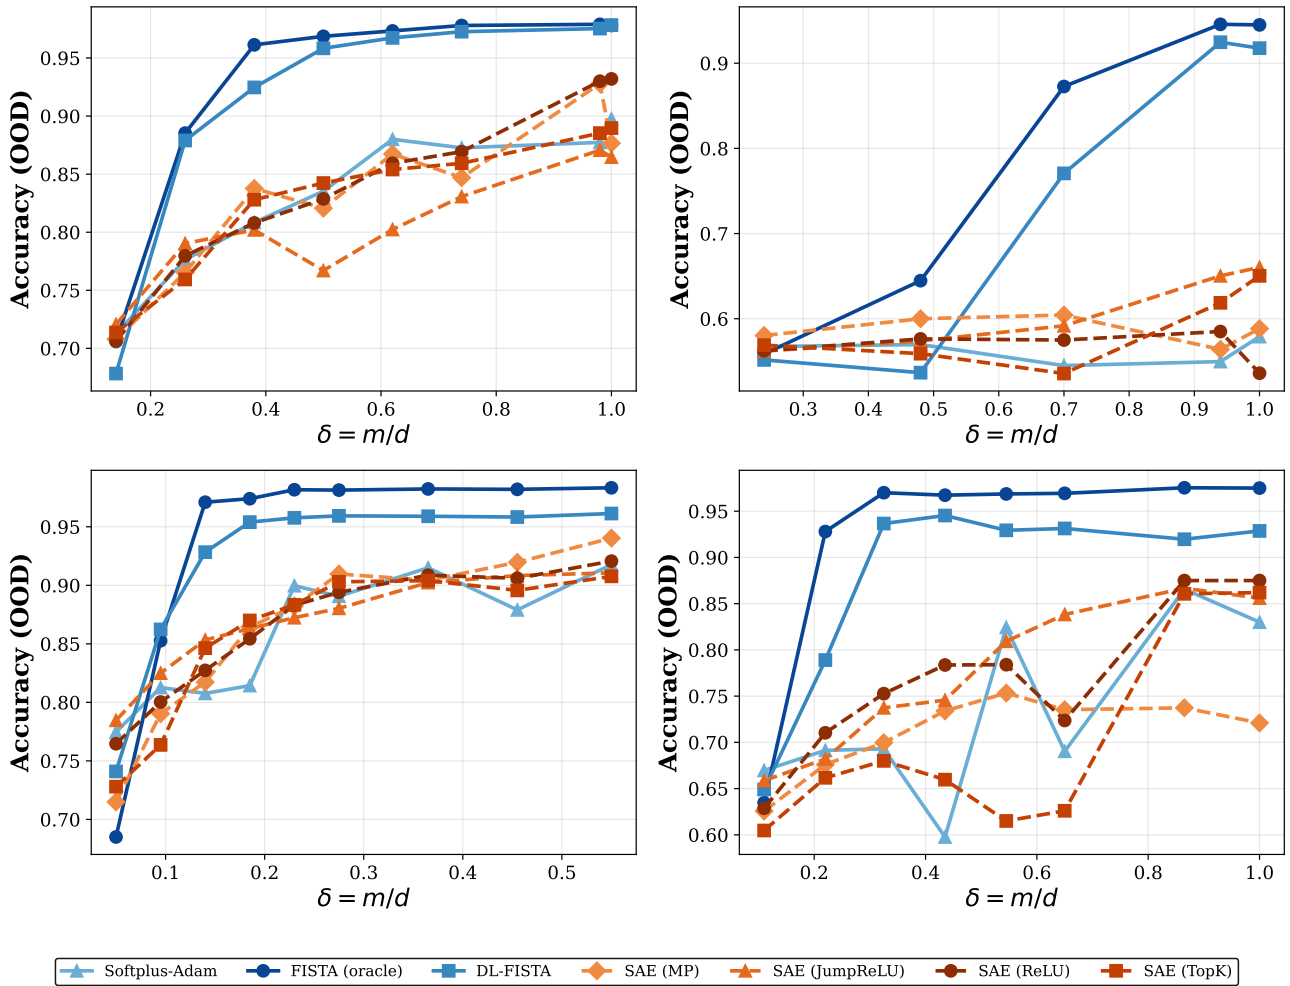 0.95
0.90
0.85
0.80
0.75
0.70
Accuracy (OOD)
0.2 0.4 0.6 0.8 1.0
δ = m/d
0.9
0.8
0.7
0.6
Accuracy (OOD)
0.3 0.4 0.5 0.6 0.7 0.8 0.9 1.0
δ = m/d
0.95
0.90
0.85
0.80
0.75
0.70
Accuracy (OOD)
0.1 0.2 0.3 0.4 0.5
δ = m/d
0.95
0.90
0.85
0.80
0.75
0.70
0.65
0.60
Accuracy (OOD)
0.2 0.4 0.6 0.8 1.0
δ = m/d
Softplus-Adam FISTA (oracle) DL-FISTA SAE (MP) SAE (JumpReLU) SAE (ReLU) SAE (TopK)